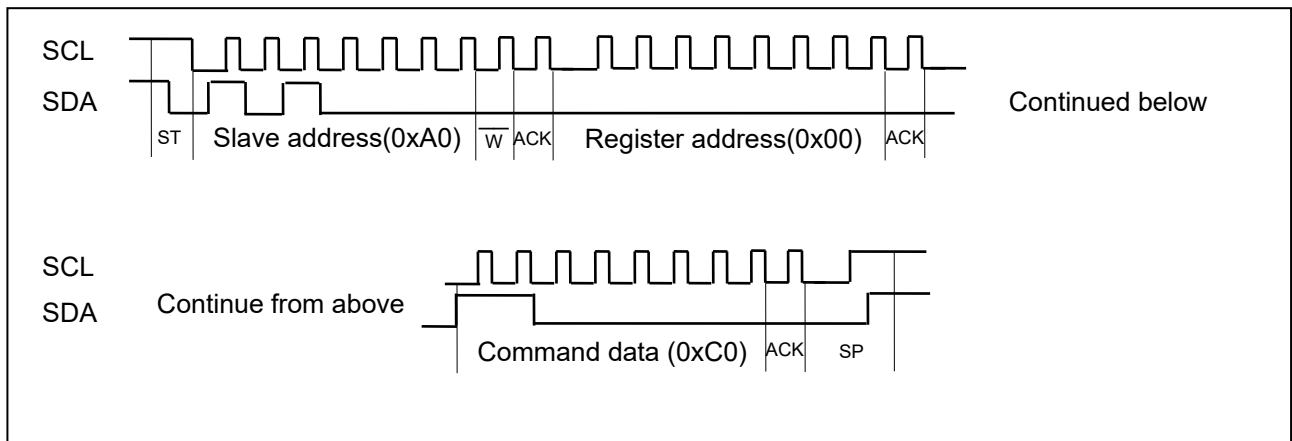 SCL
SDA
Continued below
ST Slave address(0xA0) W̅ ACK Register address(0x00) ACK
SCL
SDA
Continue from above
Command data (0xC0) ACK SP